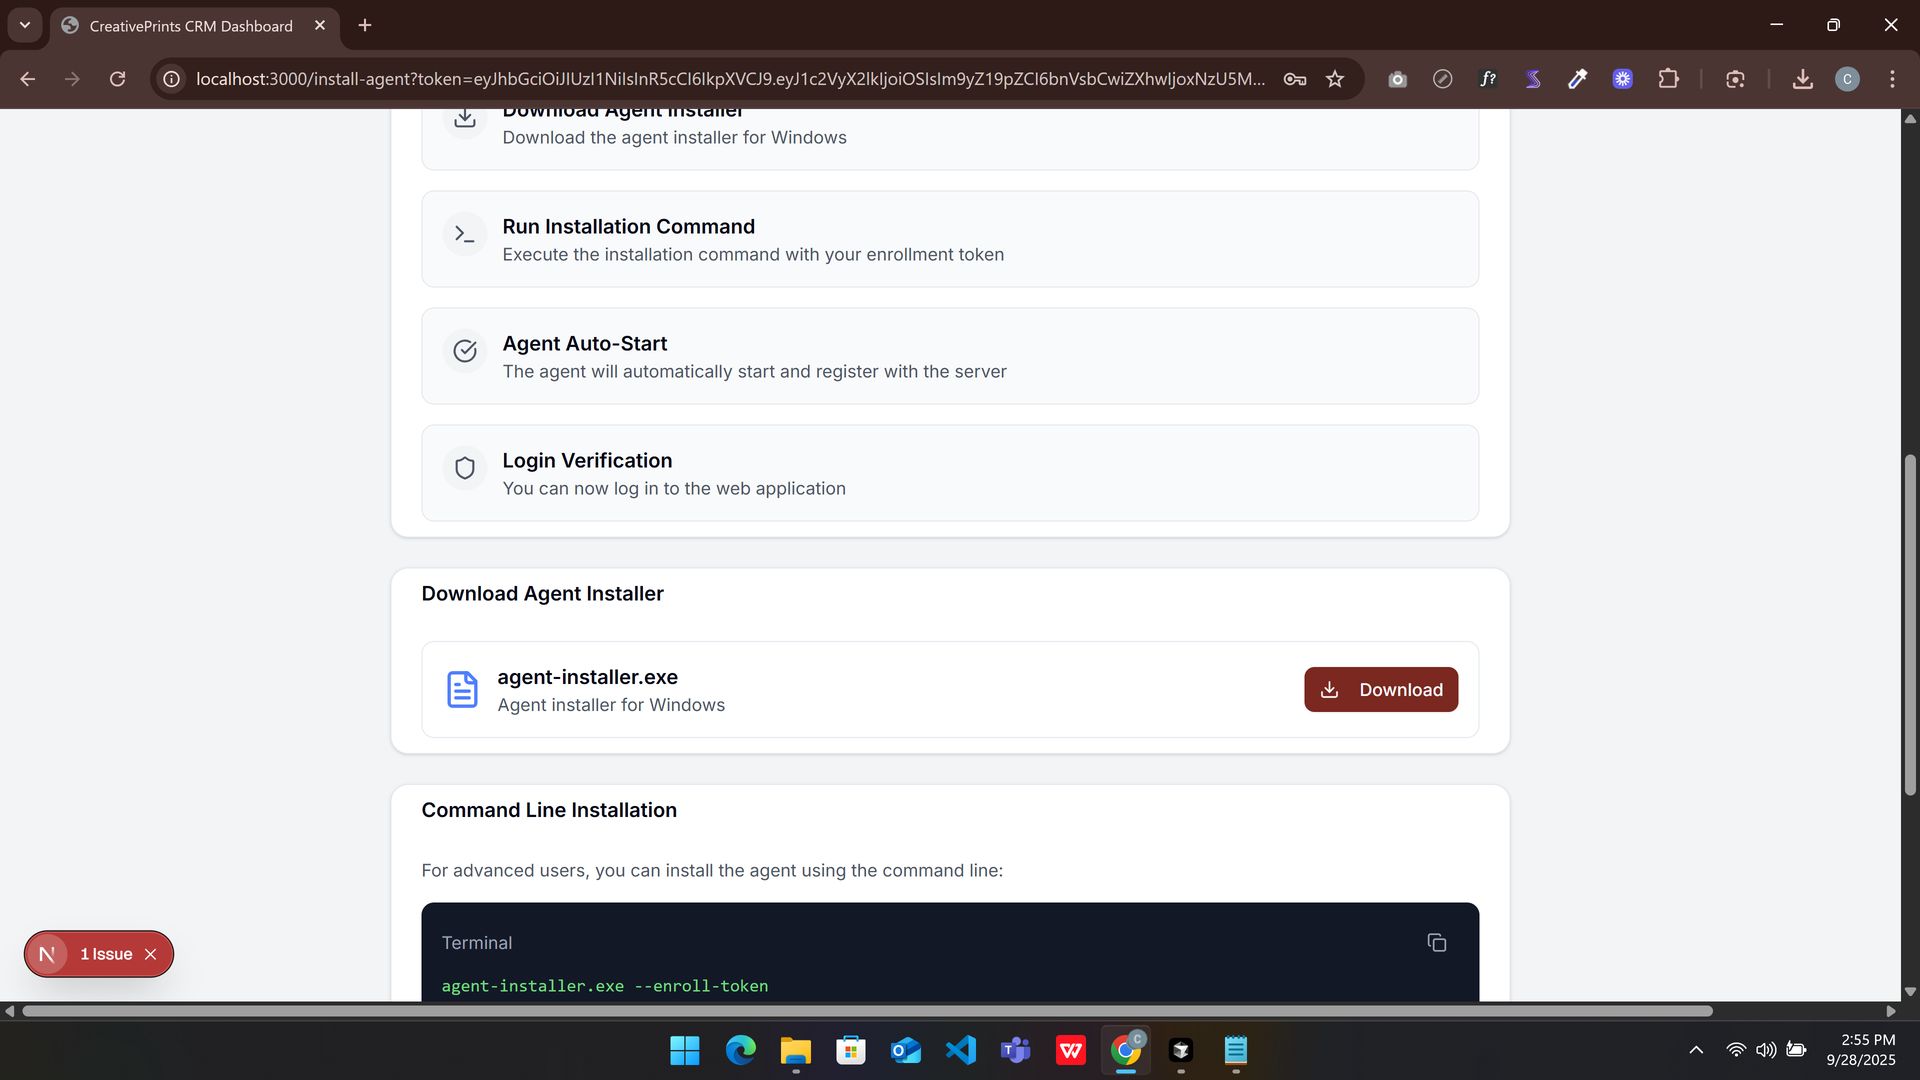 CreativePrints CRM Dashboard
localhost:3000/install-agent?token=eyJhbGciOiJIUzI1NiIsInR5cCI6IkpXVCJ9.eyJ1c2VyX2lkIjoiOSIsIm9yZ19pZCI6bnVsbCwiZXhwIjoxNzU5M...
f?
C
Download Agent Installer
Download the agent installer for Windows
Run Installation Command
Execute the installation command with your enrollment token
Agent Auto-Start
The agent will automatically start and register with the server
Login Verification
You can now log in to the web application
Download Agent Installer
agent-installer.exe
Agent installer for Windows
Download
Command Line Installation
For advanced users, you can install the agent using the command line:
Terminal
agent-installer.exe --enroll-token
N 1 Issue
2:55 PM
9/28/2025